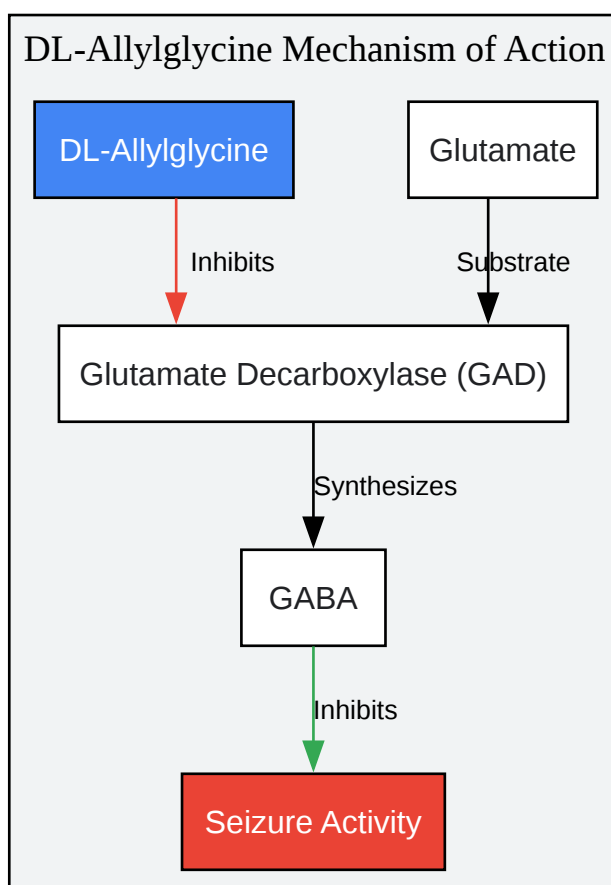 DL-Allylglycine Mechanism of Action
DL-Allylglycine
Glutamate
Inhibits
Substrate
Glutamate Decarboxylase (GAD)
Synthesizes
GABA
Inhibits
Seizure Activity